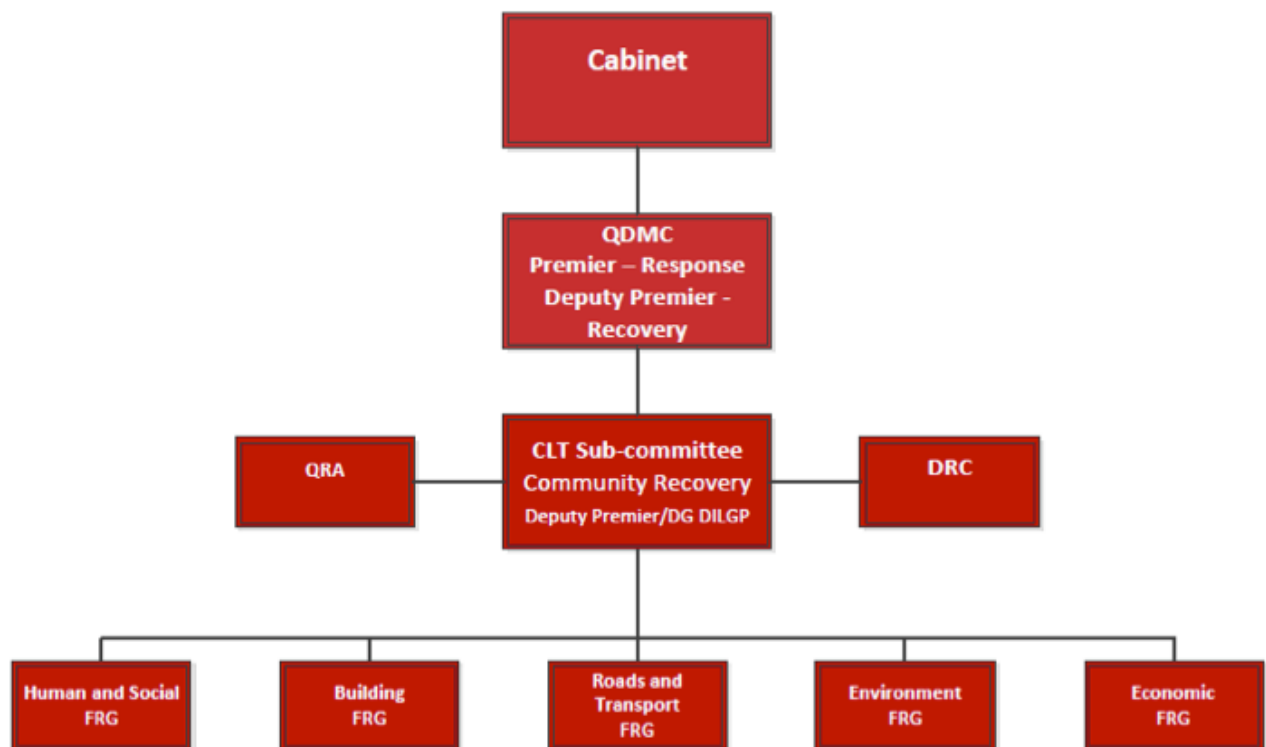 Cabinet
QDMC
Premier – Response
Deputy Premier -
Recovery
QRA
CLT Sub-committee
Community Recovery
Deputy Premier/DG DILGP
DRC
Human and Social
FRG
Building
FRG
Roads and
Transport
FRG
Environment
FRG
Economic
FRG